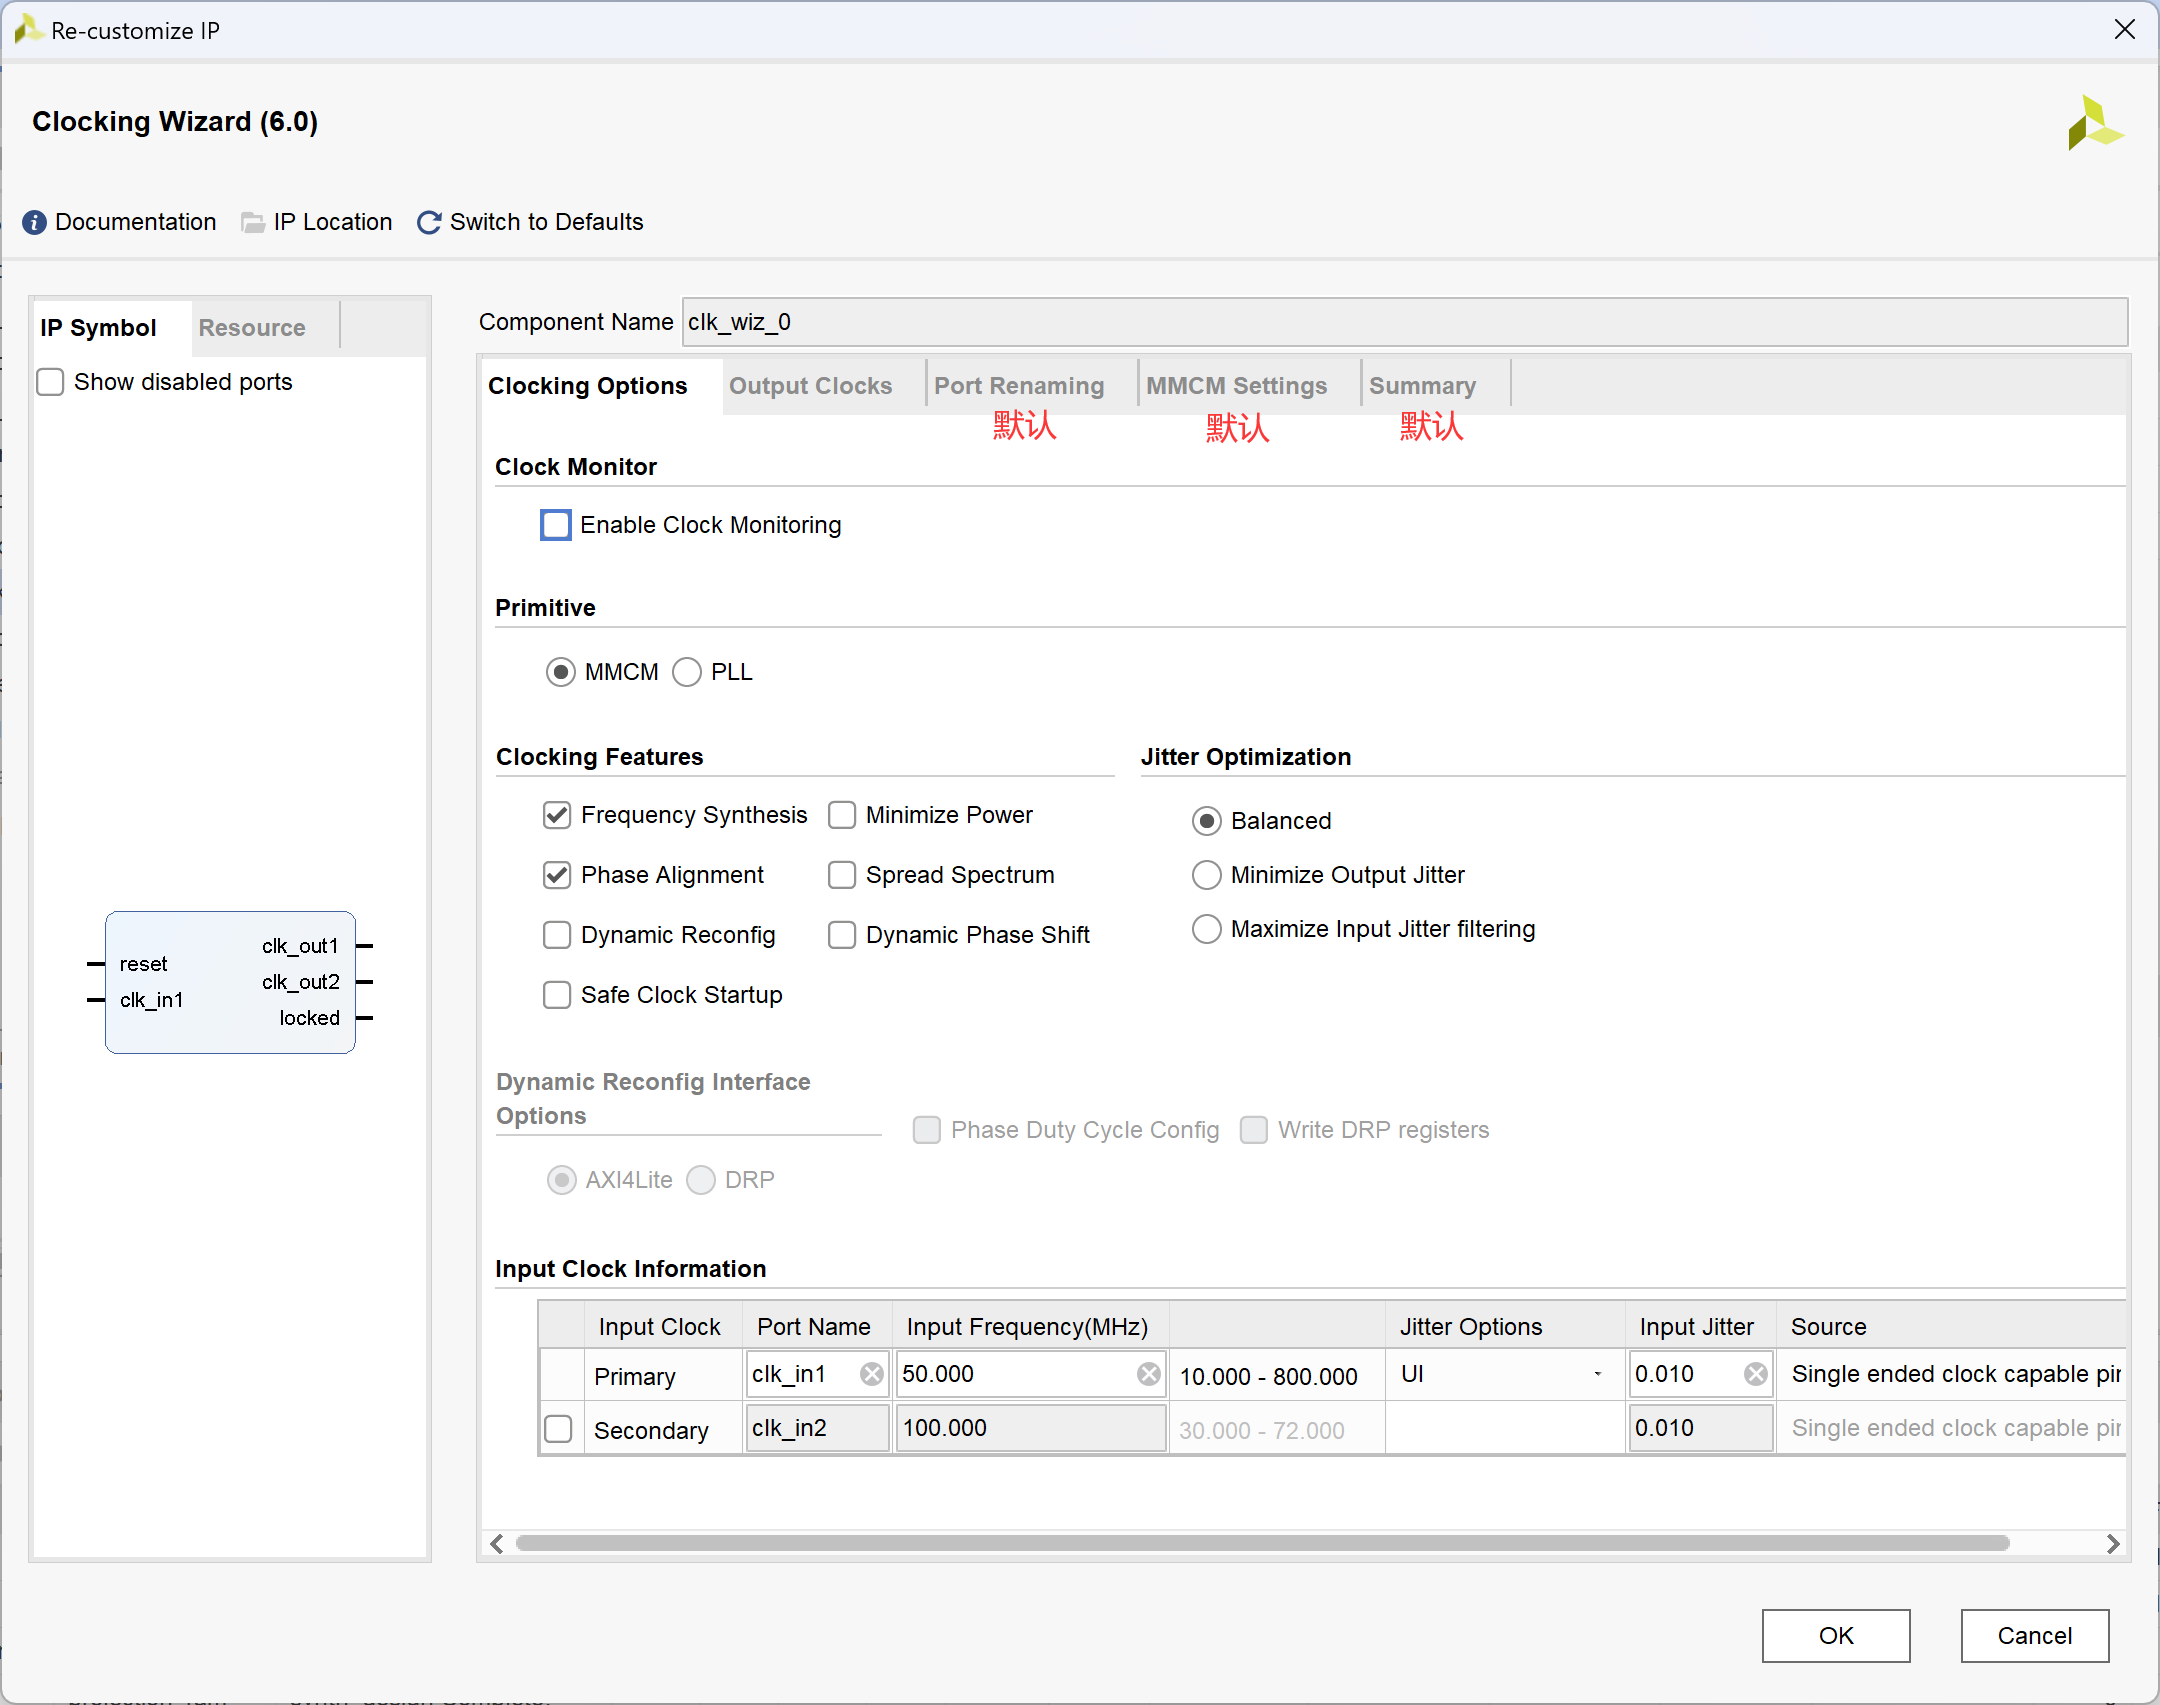 Re-customize IP
Clocking Wizard (6.0)
Documentation IP Location Switch to Defaults
IP Symbol Resource
Show disabled ports
reset
clk_in1
clk_out1
clk_out2
locked
Component Name clk_wiz_0
Clocking Options Output Clocks Port Renaming MMCM Settings Summary
默认 默认 默认
Clock Monitor
Enable Clock Monitoring
Primitive
MMCM PLL
Clocking Features
Frequency Synthesis Minimize Power
Phase Alignment Spread Spectrum
Dynamic Reconfig Dynamic Phase Shift
Safe Clock Startup
Jitter Optimization
Balanced
Minimize Output Jitter
Maximize Input Jitter filtering
Dynamic Reconfig Interface
Options
Phase Duty Cycle Config Write DRP registers
AXI4Lite DRP
Input Clock Information
Input Clock Port Name Input Frequency(MHz) Jitter Options Input Jitter Source
Primary clk_in1 50.000 10.000 - 800.000 UI 0.010 Single ended clock capable pin
Secondary clk_in2 100.000 30.000 - 72.000 0.010 Single ended clock capable pin
OK Cancel